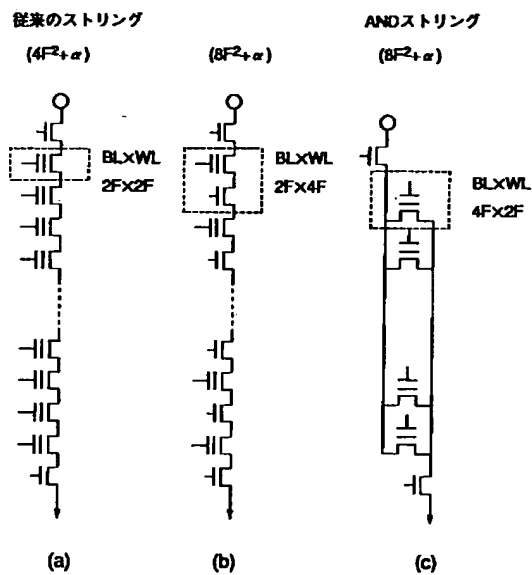 従来のストリング
(4F²+α)
(8F²+α)
ANDストリング
(8F²+α)
BL×WL
2F×2F
BL×WL
2F×4F
BL×WL
4F×2F
(a)
(b)
(c)